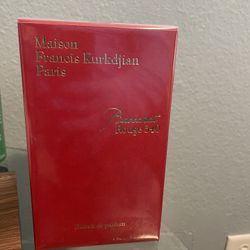 Maison
Francis Kurkdjian
Paris
Baccarat
Rouge 540
Extrait de parfum